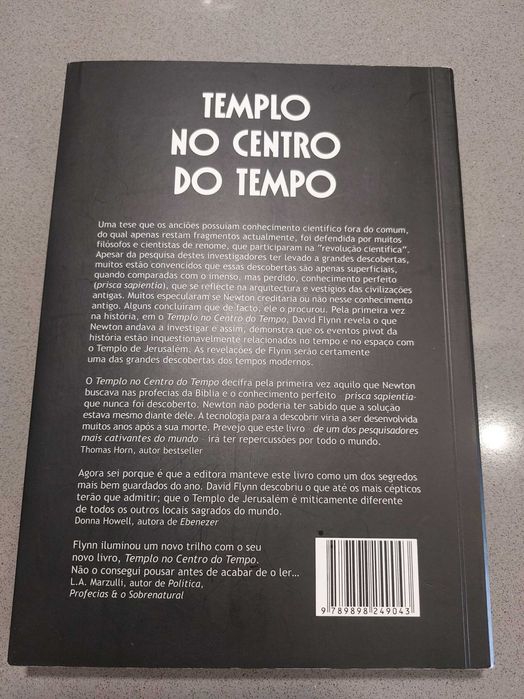 TEMPLO
NO CENTRO
DO TEMPO
Uma tese que os anciões possuiam conhecimento cientifico fora do comum,
do qual apenas restam fragmentos actualmente, foi defendida por muitos
filósofos e cientistas de renome, que participaram na "revolução cientifica".
Apesar da pesquisa destes investigadores ter levado a grandes descobertas,
muitos estão convencidos que essas descobertas são apenas superficiais,
quando comparadas com o imenso, mas perdido, conhecimento perfeito
(prisca sapientia), que se reflecte na arquitectura e vestígios das civilizações
antigas. Muitos especularam se Newton creditaria ou não nesse conhecimento
antigo. Alguns concluiram que de facto, ele o procurou. Pela primeira vez
na história, em o Templo no Centro do Tempo, David Flynn revela o que
Newton andava a investigar e assim, demonstra que os eventos pivot da
história estão inquestionavelmente relacionados no tempo e no espaço com
o Templo de Jerusalém. As revelações de Flynn serão certamente
uma das grandes descobertas dos tempos modernos.
O Templo no Centro do Tempo decifra pela primeira vez aquilo que Newton
buscava nas profecias da Biblia e o conhecimento perfeito - prisca sapientia-
que nunca foi descoberto. Newton não poderia ter sabido que a solução
estava mesmo diante dele. A tecnologia para a descobrir viria a ser desenvolvida
muitos anos após a sua morte. Prevejo que este livro - de um dos pesquisadores
mais cativantes do mundo - irá ter repercussões por todo o mundo.
Thomas Horn, autor bestseller
Agora sei porque é que a editora manteve este livro como um dos segredos
mais bem guardados do ano. David Flynn descobriu o que até os mais cépticos
terão que admitir; que o Templo de Jerusalém é miticamente diferente
de todos os outros locais sagrados do mundo.
Donna Howell, autora de Ebenezer
Flynn iluminou um novo trilho com o seu
novo livro, Templo no Centro do Tempo.
Não o consegui pousar antes de acabar de o ler...
L.A. Marzulli, autor de Política,
Profecias & o Sobrenatural
9 789898 249043